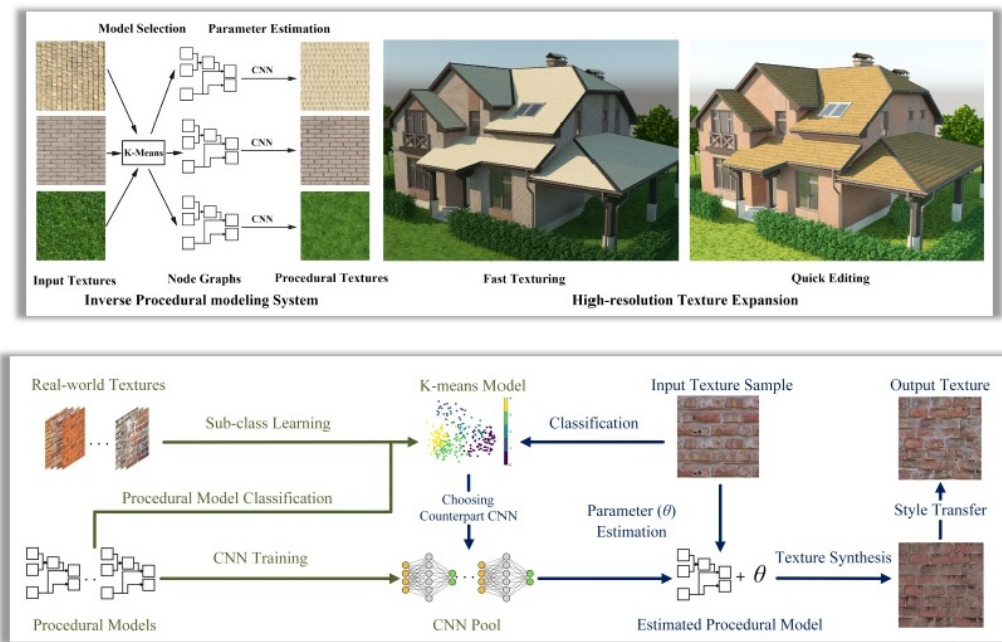 Model Selection
Parameter Estimation
CNN
K-Means
CNN
CNN
Input Textures
Node Graphs
Procedural Textures
Fast Texturing
Quick Editing
Inverse Procedural modeling System
High-resolution Texture Expansion
Real-world Textures
K-means Model
Input Texture Sample
Output Texture
Sub-class Learning
Classification
Procedural Model Classification
Choosing
Counterpart CNN
Parameter (θ)
Estimation
Style Transfer
CNN Training
+ θ
Texture Synthesis
Procedural Models
CNN Pool
Estimated Procedural Model